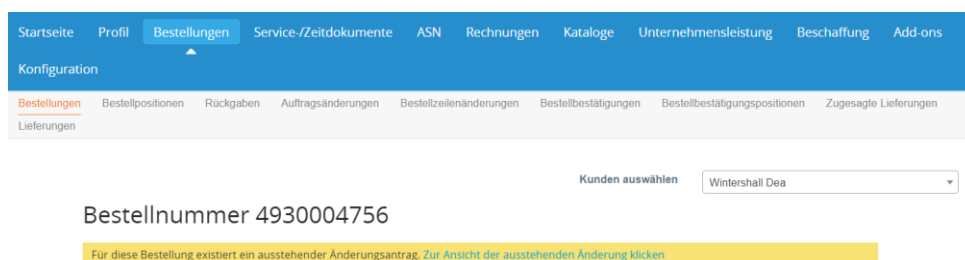 Startseite Profil Bestellungen Service-/Zeitdokumente ASN Rechnungen Kataloge Unternehmensleistung Beschaffung Add-ons
Konfiguration
Bestellungen Bestellpositionen Rückgaben Auftragsänderungen Bestellzeilenänderungen Bestellbestätigungen Bestellbestätigungspositionen Zugesagte Lieferungen
Lieferungen
Kunden auswählen Wintershall Dea
Bestellnummer 4930004756
Für diese Bestellung existiert ein ausstehender Änderungsantrag. Zur Ansicht der ausstehenden Änderung klicken